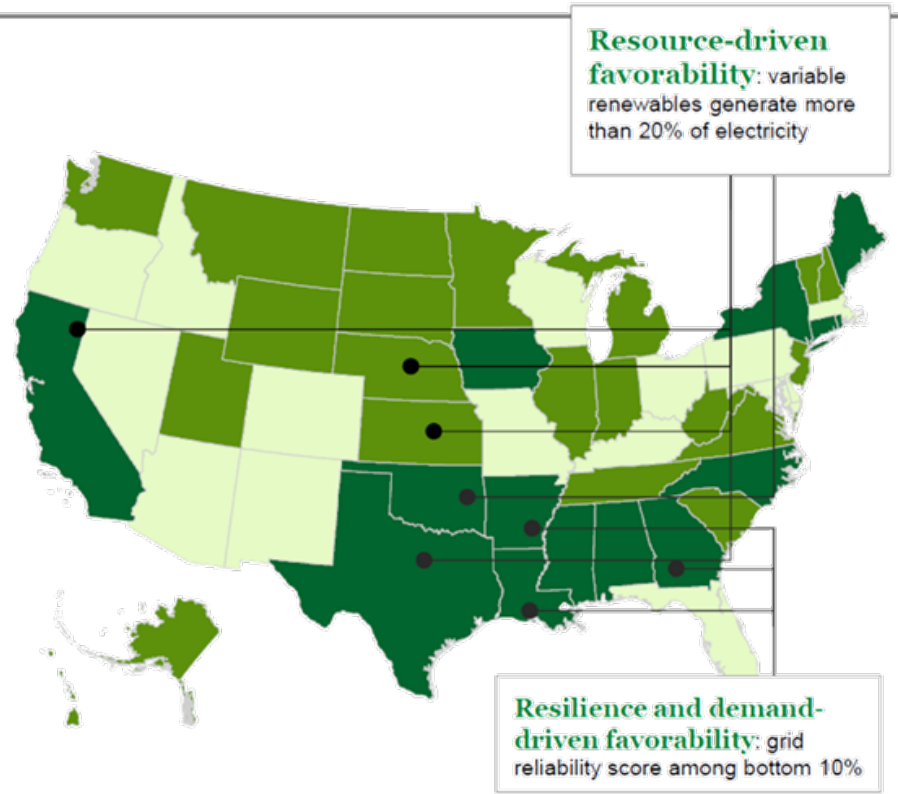 Resource-driven
favorability: variable
renewables generate more
than 20% of electricity
Resilience and demand-
driven favorability: grid
reliability score among bottom 10%